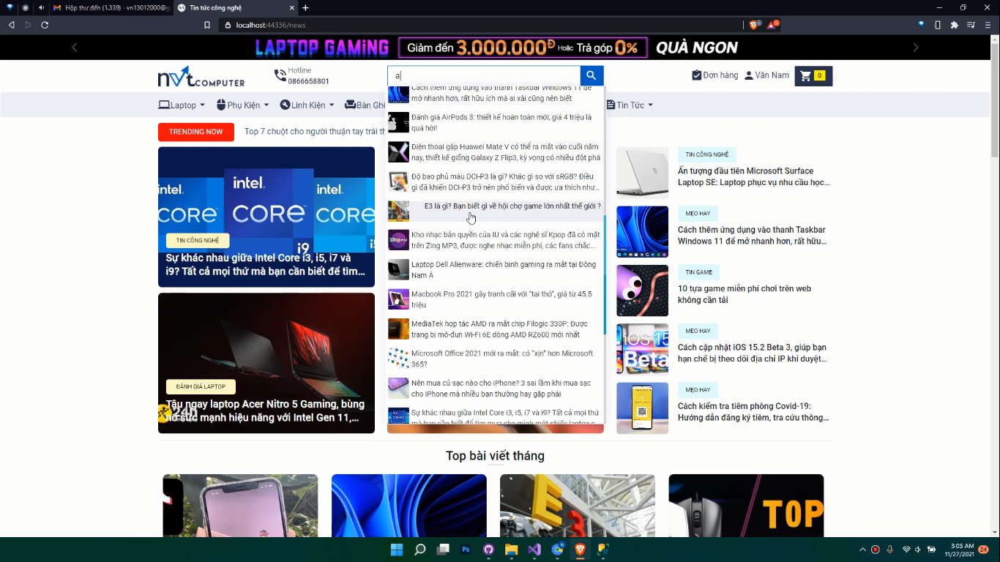 Hộp thư đến (1.339) - vn13012000@g
Tin tức công nghệ
localhost:44336/news
LAPTOP GAMING
Giảm đến 3.000.000Đ Hoặc Trả góp 0%
QUÀ NGON
nvt COMPUTER
Hotline
0866658801
a
Đơn hàng
Văn Nam
0
Laptop
Phụ Kiện
Linh Kiện
Bàn Ghế
Tin Tức
TRENDING NOW
Top 7 chuột cho người thuận tay trái
Cách thêm ứng dụng vào thanh Taskbar Windows 11 để
mở nhanh hơn, rất hữu ích mà ai xài cũng nên biết
Đánh giá AirPods 3: thiết kế hoàn toàn mới, giá 4 triệu là
quá hời!
Điện thoại gập Huawei Mate V có thể ra mắt vào cuối năm
nay, thiết kế giống Galaxy Z Flip3, kỳ vọng có nhiều đột phá
Độ bao phủ màu DCI-P3 là gì? Khác gì so với sRGB? Điều
gì đã khiến DCI-P3 trở nên phổ biến và được ưa thích như...
E3 là gì? Bạn biết gì về hội chợ game lớn nhất thế giới ?
Kho nhạc bản quyền của IU và các nghệ sĩ Kpop đã có mặt
trên Zing MP3, được nghe nhạc miễn phí, các fans chắc...
Laptop Dell Alienware: chiến binh gaming ra mắt tại Đông
Nam Á
Macbook Pro 2021 gây tranh cãi với “tai thỏ”, giá từ 45.5
triệu
MediaTek hợp tác AMD ra mắt chip Filogic 330P: Được
trang bị mô-đun Wi-Fi 6E dòng AMD RZ600 mới nhất
Microsoft Office 2021 mới ra mắt: có "xịn" hơn Microsoft
365?
Nên mua củ sạc nào cho iPhone? 3 sai lầm khi mua sạc
cho iPhone mà nhiều bạn thường hay gặp phải
Sự khác nhau giữa Intel Core i3, i5, i7 và i9? Tất cả mọi thứ
mà bạn cần biết để tìm mua cho mình một chiếc laptop
intel
CORE
intel
CORE
i9
intel
CORE
i5
TIN CÔNG NGHỆ
Sự khác nhau giữa Intel Core i3, i5, i7 và
i9? Tất cả mọi thứ mà bạn cần biết để tìm...
ĐÁNH GIÁ LAPTOP
Tậu ngay laptop Acer Nitro 5 Gaming, bùng
nổ sức mạnh hiệu năng với Intel Gen 11,...
24h
TIN CÔNG NGHỆ
Ấn tượng đầu tiên Microsoft Surface
Laptop SE: Laptop phục vụ nhu cầu học...
MẸO HAY
Cách thêm ứng dụng vào thanh Taskbar
Windows 11 để mở nhanh hơn, rất hữu...
TIN GAME
10 tựa game miễn phí chơi trên web
không cần tải
iOS 15
Beta
MẸO HAY
Cách cập nhật iOS 15.2 Beta 3, giúp bạn
hạn chế bị theo dõi địa chỉ IP khi duyệt...
MẸO HAY
Cách kiểm tra tiêm phòng Covid-19:
Hướng dẫn đăng ký tiêm, tra cứu thông...
Top bài viết tháng
E3
TOP
3:05 AM
11/27/2021
24